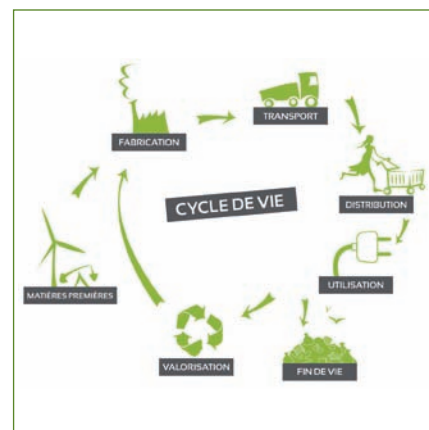 FABRICATION
TRANSPORT
DISTRIBUTION
CYCLE DE VIE
UTILISATION
MATIÈRES PREMIÈRES
VALORISATION
FIN DE VIE